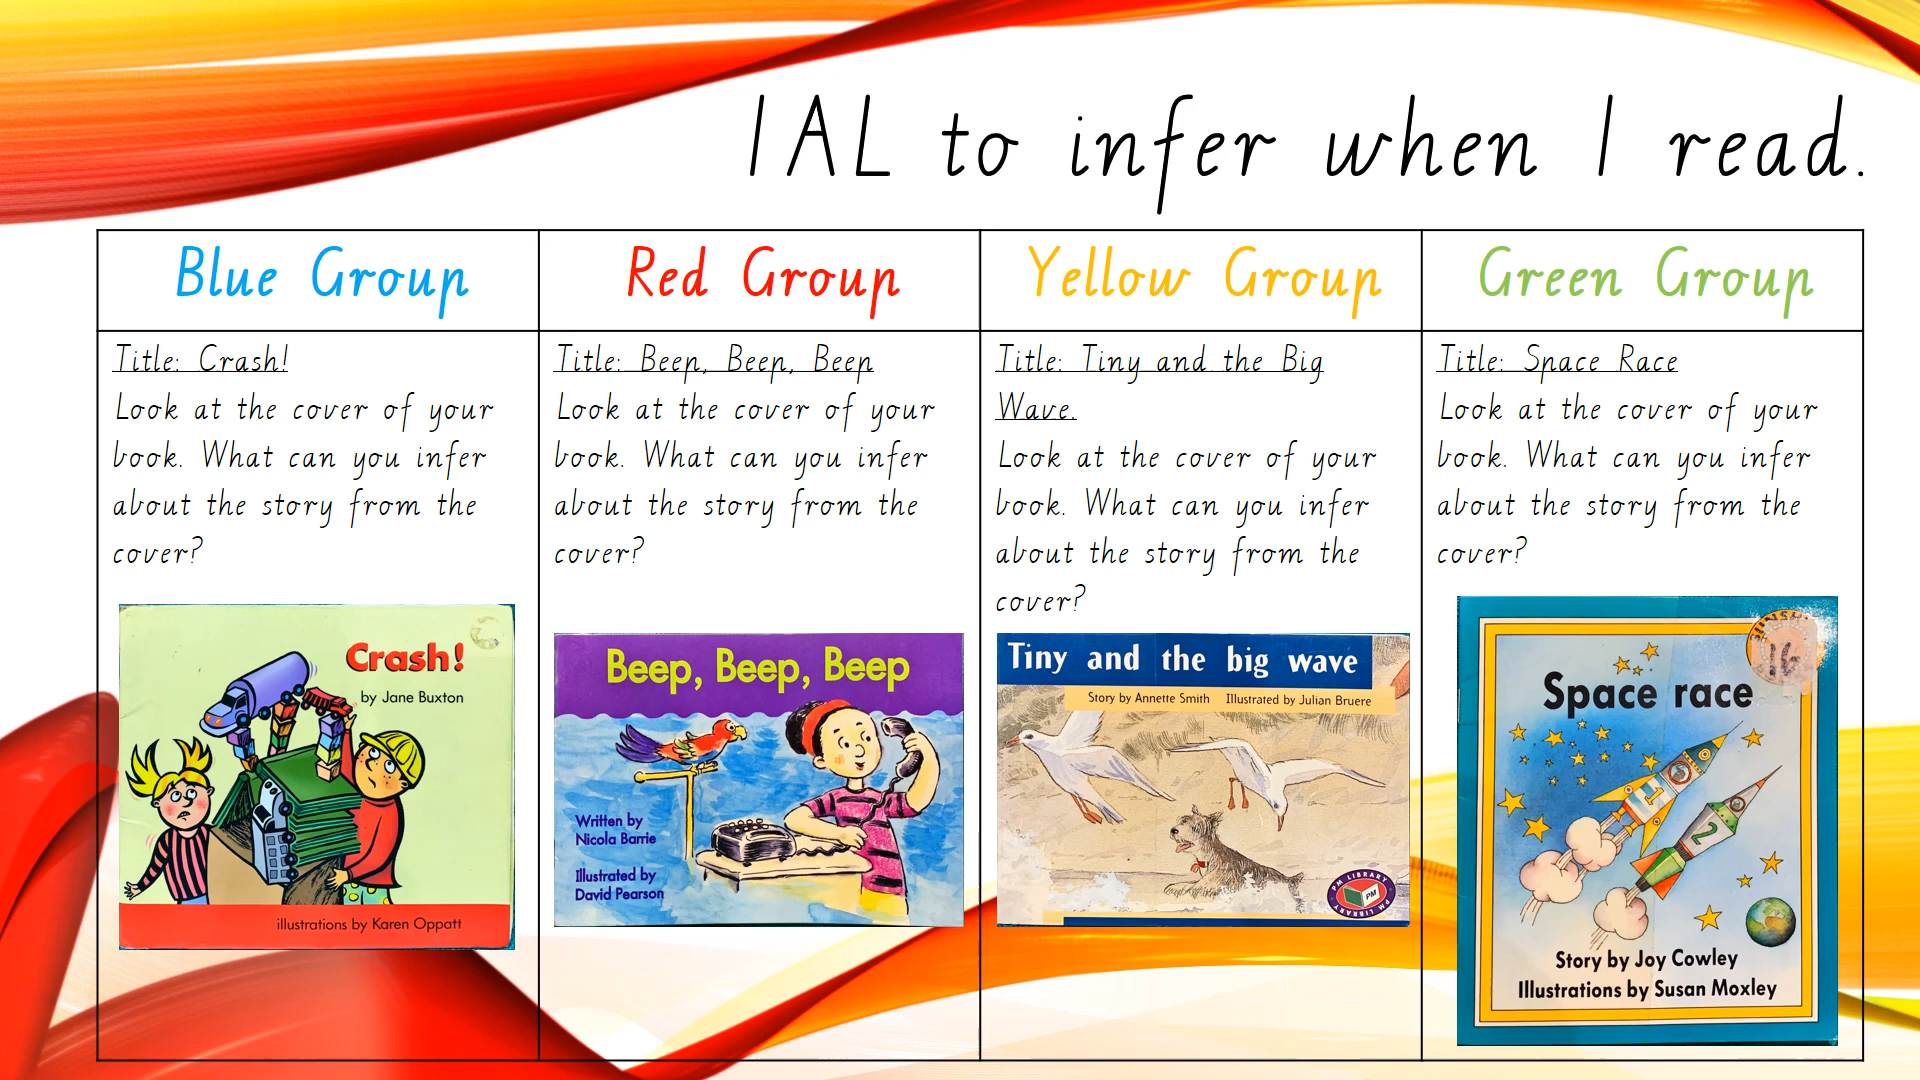 IAL to infer when I read.
Blue Group
Red Group
Yellow Group
Green Group
Title: Crash!
Look at the cover of your
book. What can you infer
about the story from the
cover?
Crash!
by Jane Buxton
illustrations by Karen Oppatt
Title: Beep, Beep, Beep
Look at the cover of your
book. What can you infer
about the story from the
cover?
Beep, Beep, Beep
Written by
Nicola Barrie
Illustrated by
David Pearson
Title: Tiny and the Big
Wave.
Look at the cover of your
book. What can you infer
about the story from the
cover?
Tiny and the big wave
Story by Annette Smith Illustrated by Julian Bruere
PM LIBRARY
PM
PM LIBRARY
Title: Space Race
Look at the cover of your
book. What can you infer
about the story from the
cover?
16
Space race
1
2
Story by Joy Cowley
Illustrations by Susan Moxley